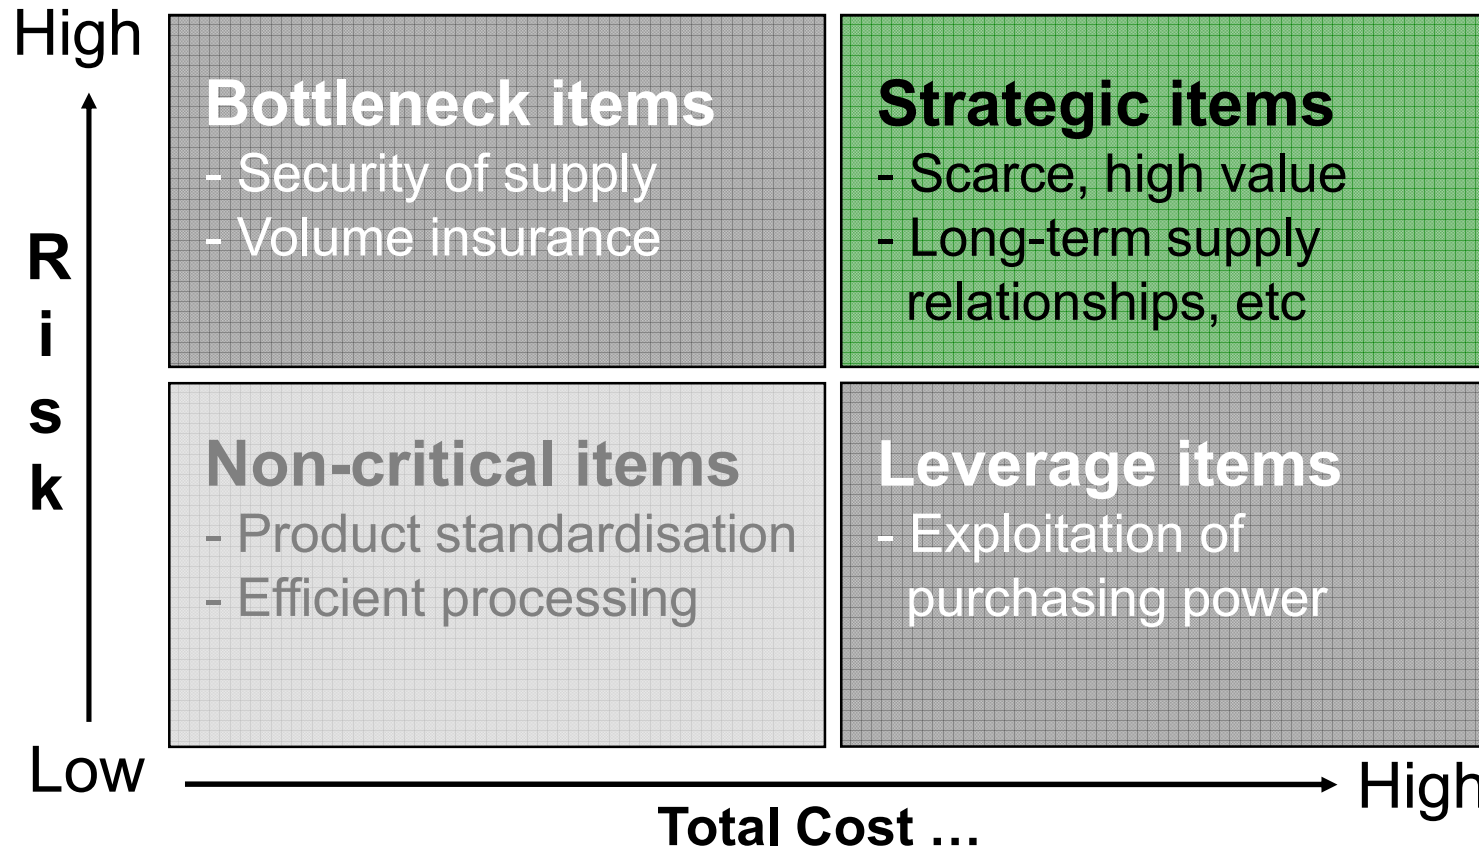 High
Bottleneck items
- Security of supply
- Volume insurance
Strategic items
- Scarce, high value
- Long-term supply
relationships, etc
R
i
s
k
Non-critical items
- Product standardisation
- Efficient processing
Leverage items
- Exploitation of
purchasing power
Low
High
Total Cost …